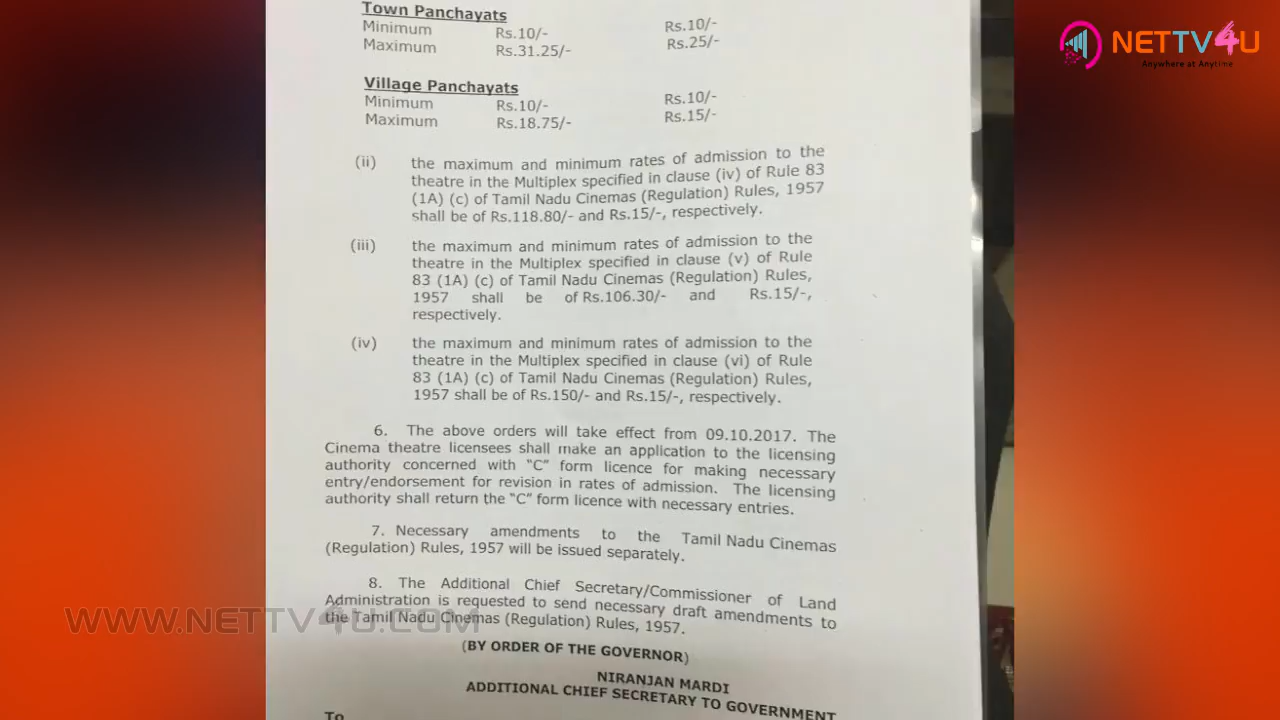 Town Panchayats
Minimum Rs.10/- Rs.10/-
Maximum Rs.31.25/- Rs.25/-
Village Panchayats
Minimum Rs.10/- Rs.10/-
Maximum Rs.18.75/- Rs.15/-
(ii) the maximum and minimum rates of admission to the
theatre in the Multiplex specified in clause (iv) of Rule 83
(1A) (c) of Tamil Nadu Cinemas (Regulation) Rules, 1957
shall be of Rs.118.80/- and Rs.15/-, respectively.
(iii) the maximum and minimum rates of admission to the
theatre in the Multiplex specified in clause (v) of Rule
83 (1A) (c) of Tamil Nadu Cinemas (Regulation) Rules,
1957 shall be of Rs.106.30/- and Rs.15/-,
respectively.
(iv) the maximum and minimum rates of admission to the
theatre in the Multiplex specified in clause (vi) of Rule
83 (1A) (c) of Tamil Nadu Cinemas (Regulation) Rules,
1957 shall be of Rs.150/- and Rs.15/-, respectively.
6. The above orders will take effect from 09.10.2017. The
Cinema theatre licensees shall make an application to the licensing
authority concerned with “C” form licence for making necessary
entry/endorsement for revision in rates of admission. The licensing
authority shall return the “C” form licence with necessary entries.
7. Necessary amendments to the Tamil Nadu Cinemas
(Regulation) Rules, 1957 will be issued separately.
8. The Additional Chief Secretary/Commissioner of Land
Administration is requested to send necessary draft amendments to
the Tamil Nadu Cinemas (Regulation) Rules, 1957.
(BY ORDER OF THE GOVERNOR)
NIRANJAN MARDI
ADDITIONAL CHIEF SECRETARY TO GOVERNMENT
To
NETTV4U
Anywhere at Anytime
WWW.NETTV4U.COM